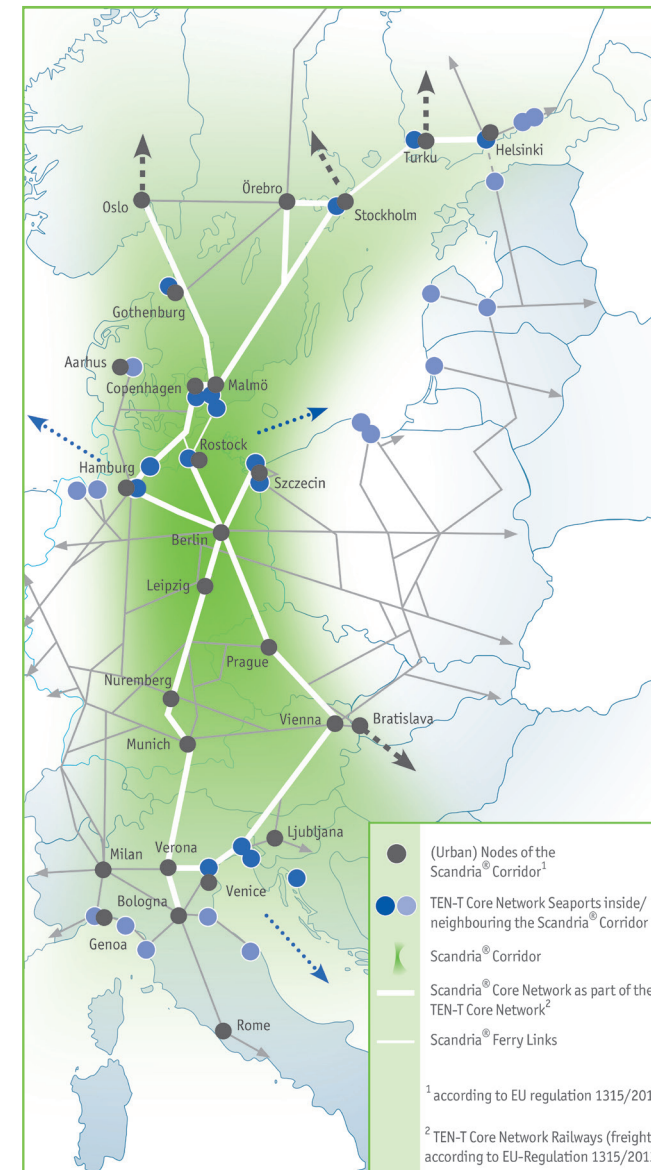 Turku
Helsinki
Örebro
Oslo
Stockholm
Gothenburg
Aarhus
Copenhagen
Malmö
Rostock
Hamburg
Szczecin
Berlin
Leipzig
Prague
Nuremberg
Vienna
Bratislava
Munich
Ljubljana
Verona
Milan
Venice
Bologna
Genoa
Rome
(Urban) Nodes of the
Scandria® Corridor¹
TEN-T Core Network Seaports inside/
neighbouring the Scandria® Corridor
Scandria® Corridor
Scandria® Core Network as part of the
TEN-T Core Network²
Scandria® Ferry Links
¹ according to EU regulation 1315/201
² TEN-T Core Network Railways (freight
according to EU-Regulation 1315/201